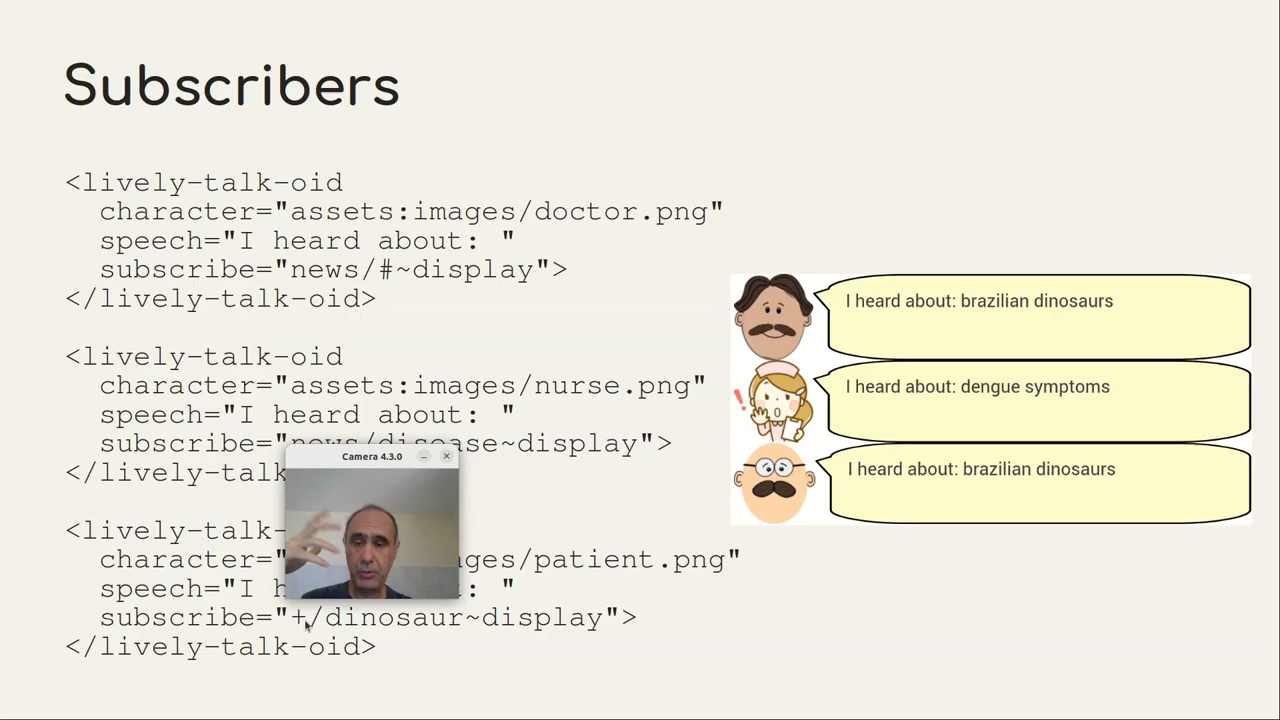 Subscribers
<lively-talk-oid
character="assets:images/doctor.png"
speech="I heard about: "
subscribe="news/#~display">
</lively-talk-oid>
<lively-talk-oid
character="assets:images/nurse.png"
speech="I heard about: "
subscribe="news/disease~display">
</lively-talk
<lively-talk-
character=" ges/patient.png"
speech="I h : "
subscribe="+/dinosaur~display">
</lively-talk-oid>
Camera 4.3.0
I heard about: brazilian dinosaurs
I heard about: dengue symptoms
I heard about: brazilian dinosaurs